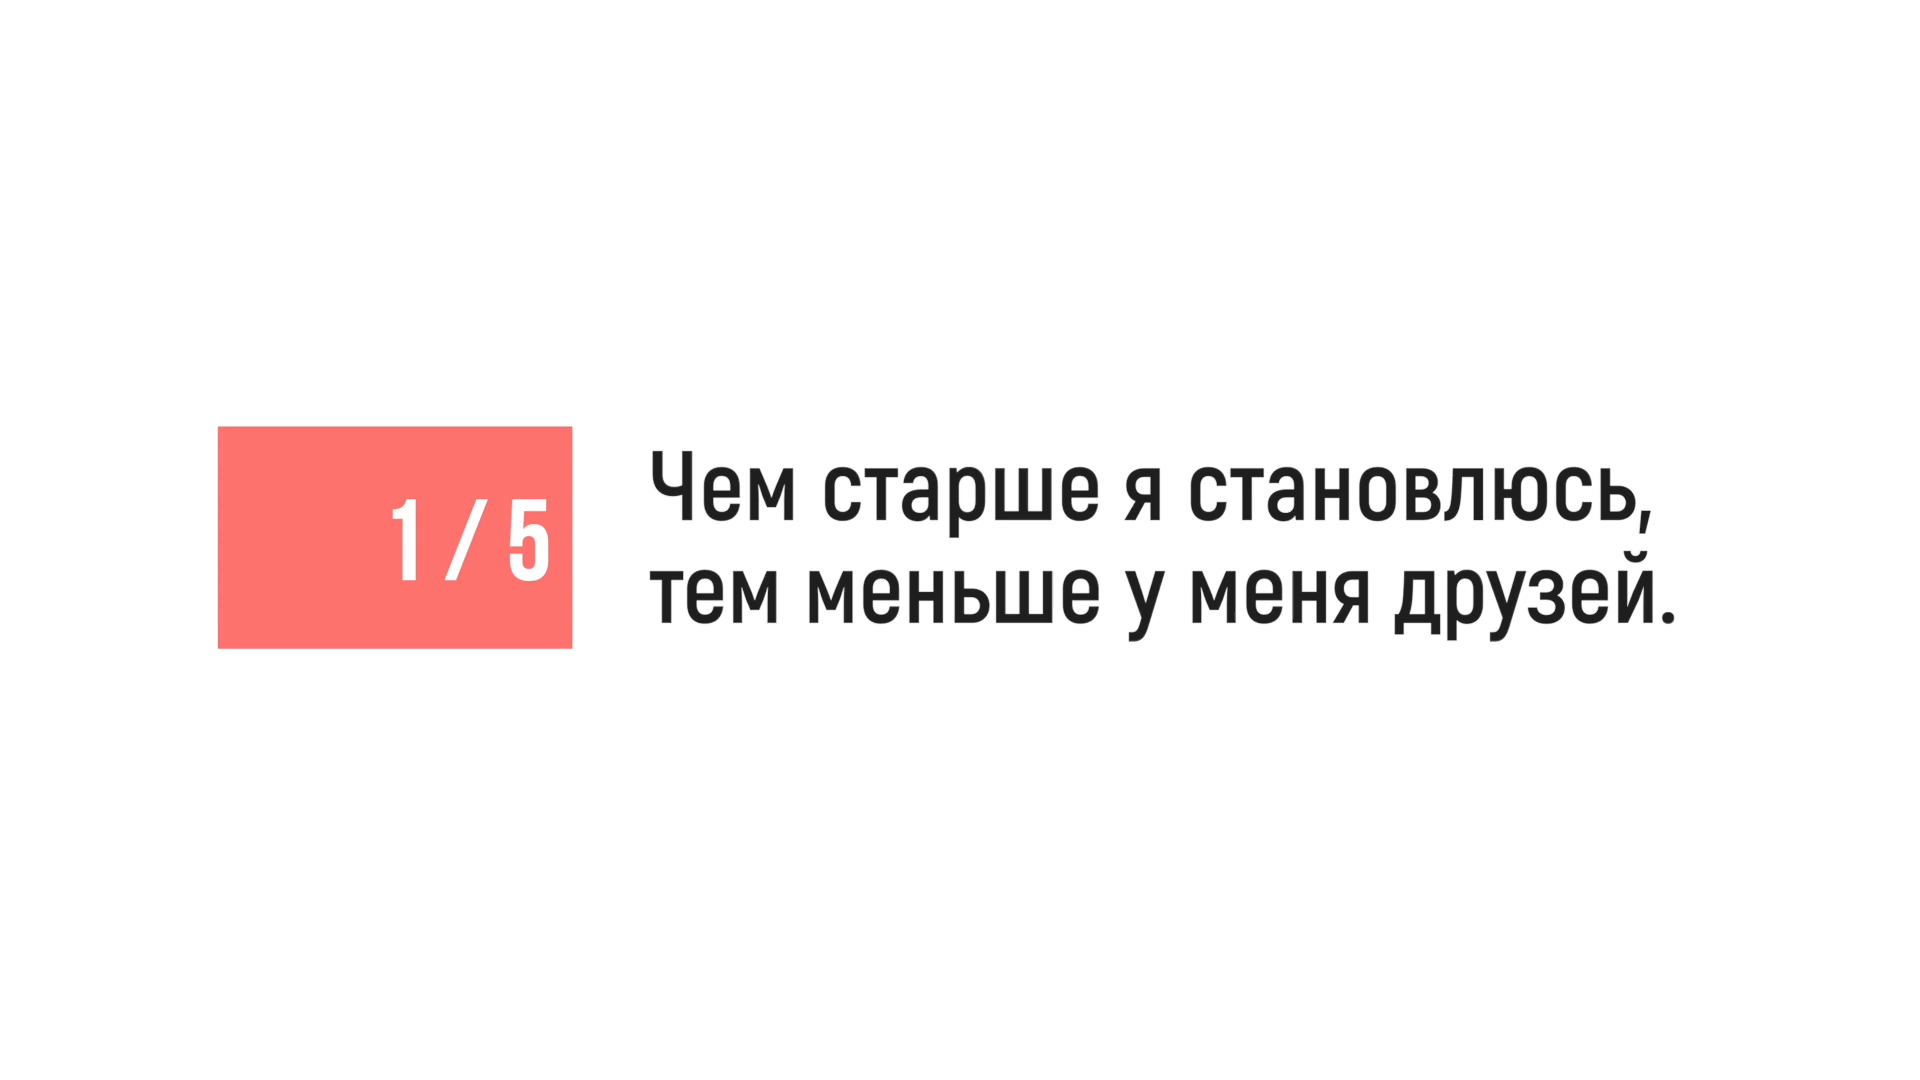 1 / 5
Чем старше я становлюсь,
тем меньше у меня друзей.